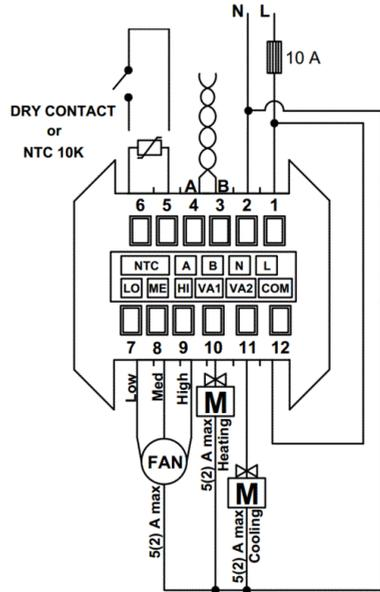 N L
10 A
DRY CONTACT
or
NTC 10K
A B
6 5 4 3 2 1
NTC A B N L
LO ME HI VA1 VA2 COM
7 8 9 10 11 12
Low
Med
High
M
5(2) A max
Heating
FAN
5(2) A max
M
5(2) A max
Cooling